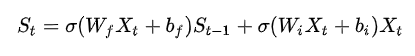 S_t = σ(W_f X_t + b_f)S_{t−1} + σ(W_i X_t + b_i)X_t